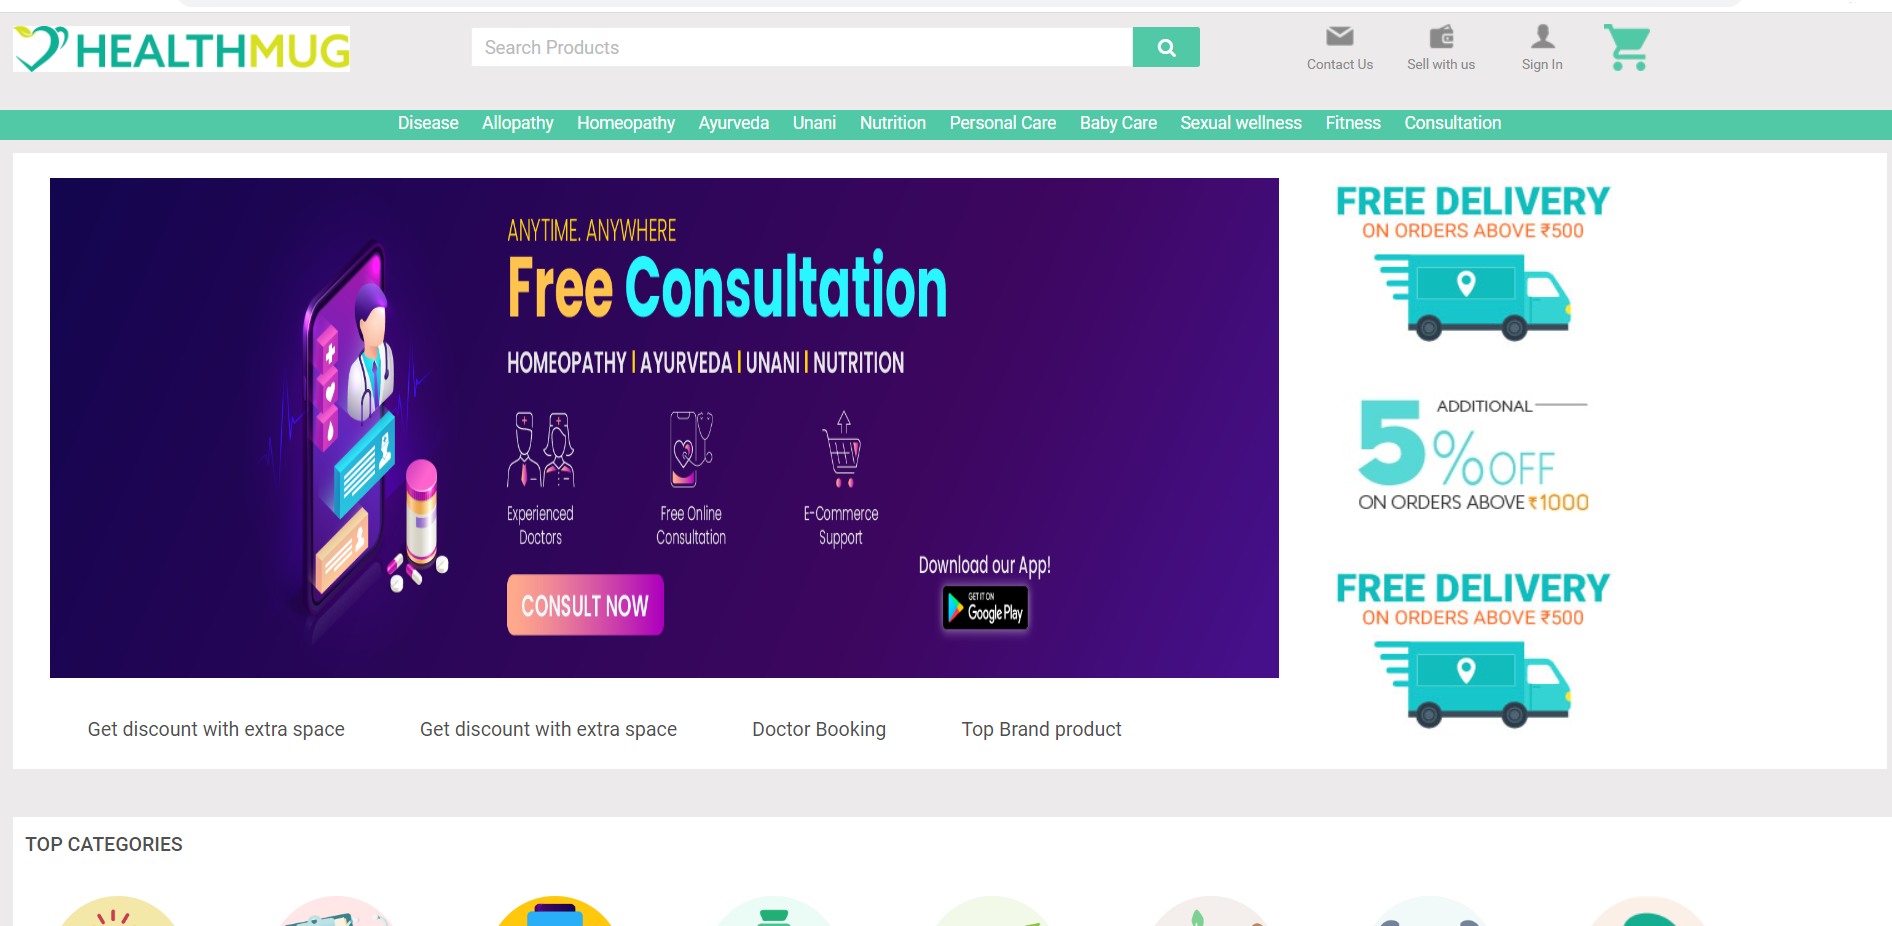 HEALTHMUG
Search Products
Contact Us
Sell with us
Sign In
Disease Allopathy Homeopathy Ayurveda Unani Nutrition Personal Care Baby Care Sexual wellness Fitness Consultation
ANYTIME. ANYWHERE
Free Consultation
HOMEOPATHY | AYURVEDA | UNANI | NUTRITION
Experienced
Doctors
Free Online
Consultation
E-Commerce
Support
CONSULT NOW
Download our App!
GET IT ON
Google Play
FREE DELIVERY
ON ORDERS ABOVE ₹500
ADDITIONAL
5%OFF
ON ORDERS ABOVE ₹1000
FREE DELIVERY
ON ORDERS ABOVE ₹500
Get discount with extra space Get discount with extra space Doctor Booking Top Brand product
TOP CATEGORIES